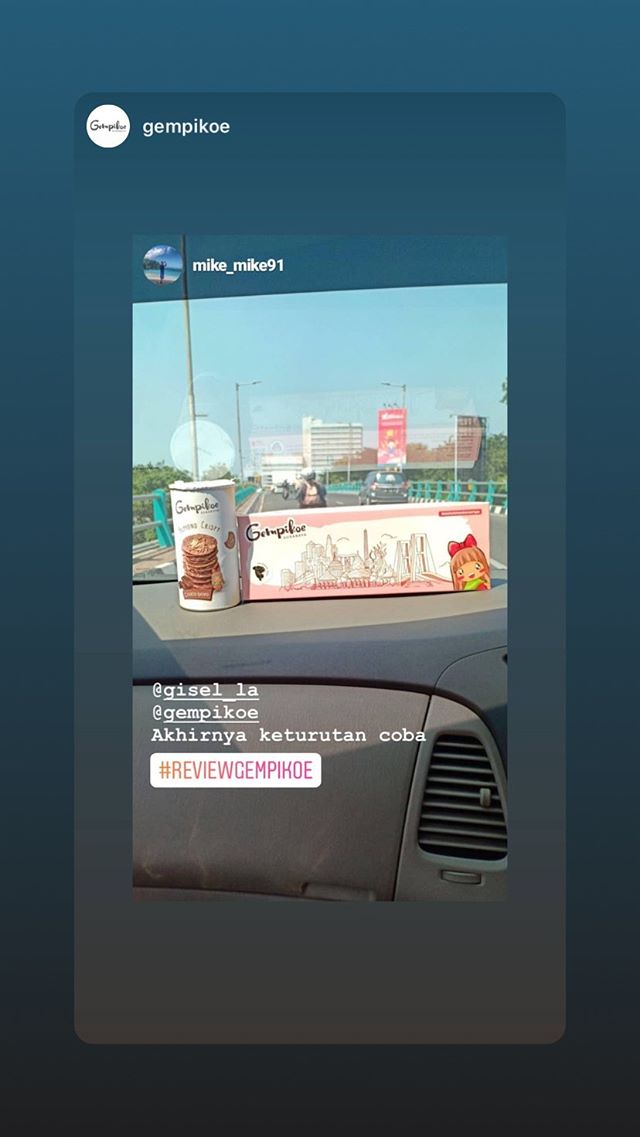 Gempikoe
gempikoe
mike_mike91
Gempikoe
SURABAYA
ALMOND CRISPY
Gempikoe
SURABAYA
@gisel_la
@gempikoe
Akhirnya keturutan coba
#REVIEWGEMPIKOE